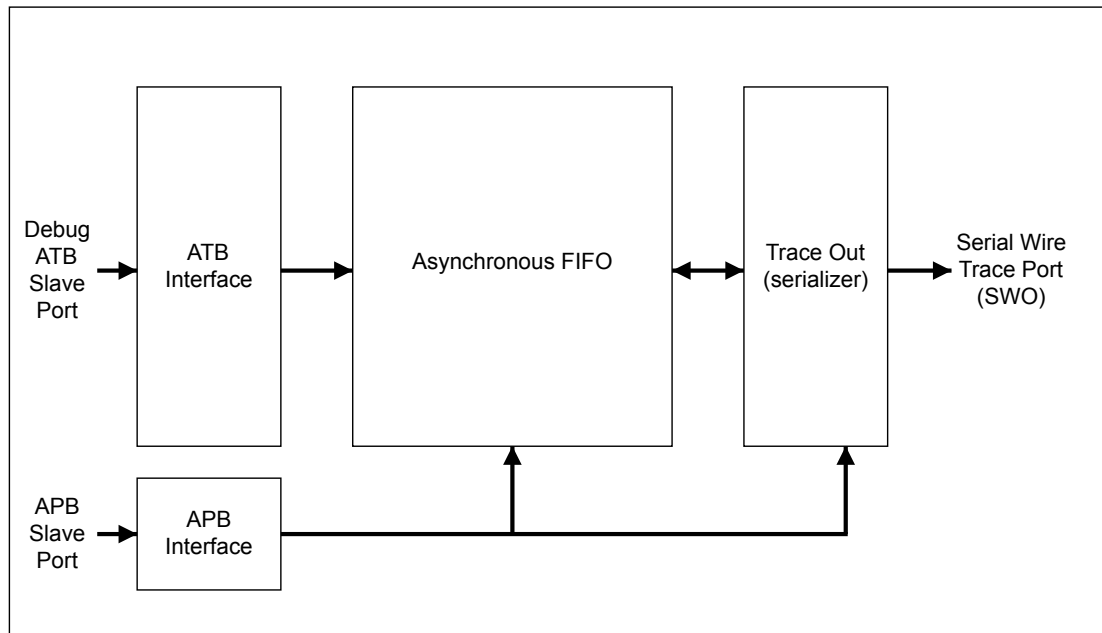 Debug
ATB
Slave
Port
ATB
Interface
Asynchronous FIFO
Trace Out
(serializer)
Serial Wire
Trace Port
(SWO)
APB
Slave
Port
APB
Interface